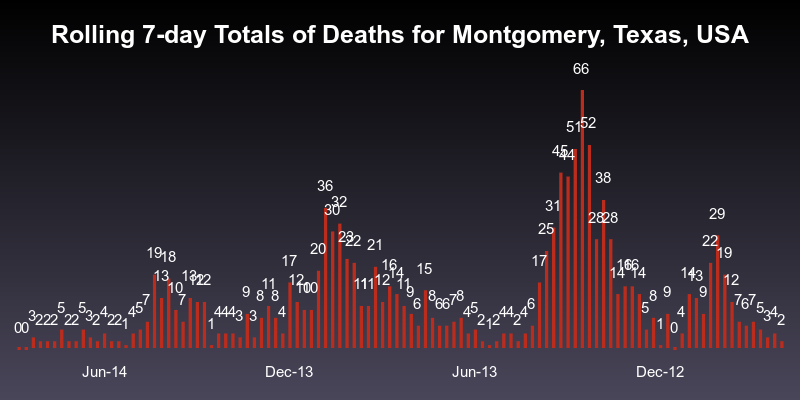 Rolling 7-day Totals of Deaths for Montgomery, Texas, USA
0 0 3 2 2 2 5 2 2 5 3 2 4 2 2 1 4 5 7 19 13 18 10 7 13 12 12 1 4 4 4 3 9 3 8 11 8 4 17 12 10 10 20 36 30 32 23 22 11 11 21 12 16 14 11 9 6 15 8 6 6 7 8 4 5 2 1 2 4 4 2 4 6 17 25 31 45 44 51 66 52 28 38 28 14 16 16 14 5 8 1 9 0 4 14 13 9 22 29 19 12 7 6 7 5 3 4 2
Jun-14 Dec-13 Jun-13 Dec-12